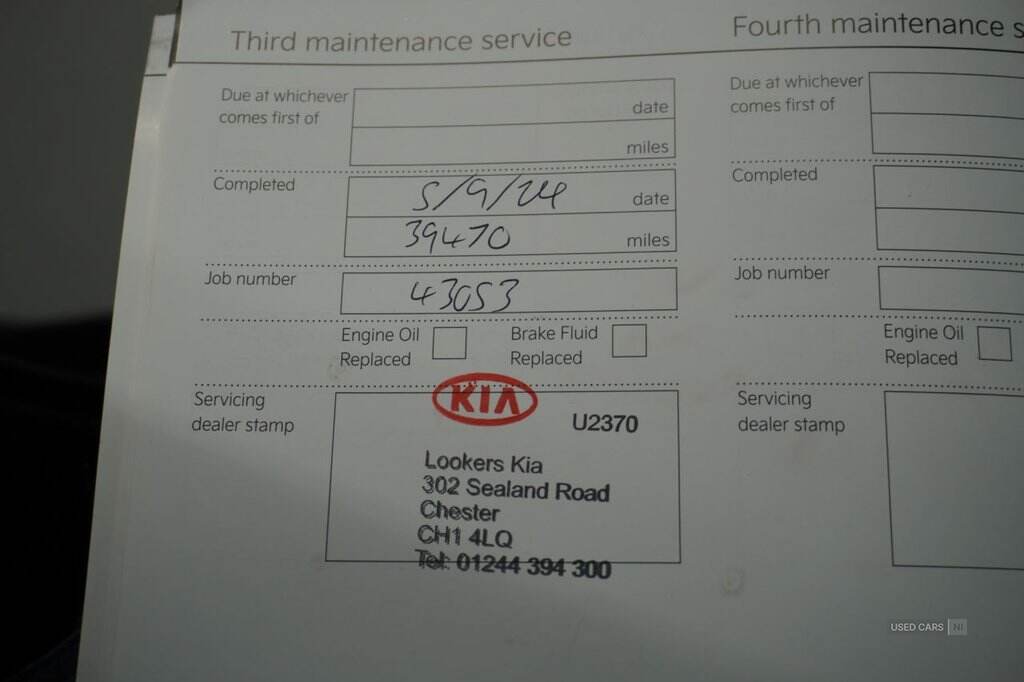 Third maintenance service
Due at whichever
comes first of
date
miles
Completed
5/9/24 date
39470 miles
Job number
43053
Engine Oil
Replaced
Brake Fluid
Replaced
Servicing
dealer stamp
KIA
U2370
Lookers Kia
302 Sealand Road
Chester
CH1 4LQ
Tel: 01244 394 300
Fourth maintenance s
Due at whichever
comes first of
Completed
Job number
Engine Oil
Replaced
Servicing
dealer stamp
USED CARS NI